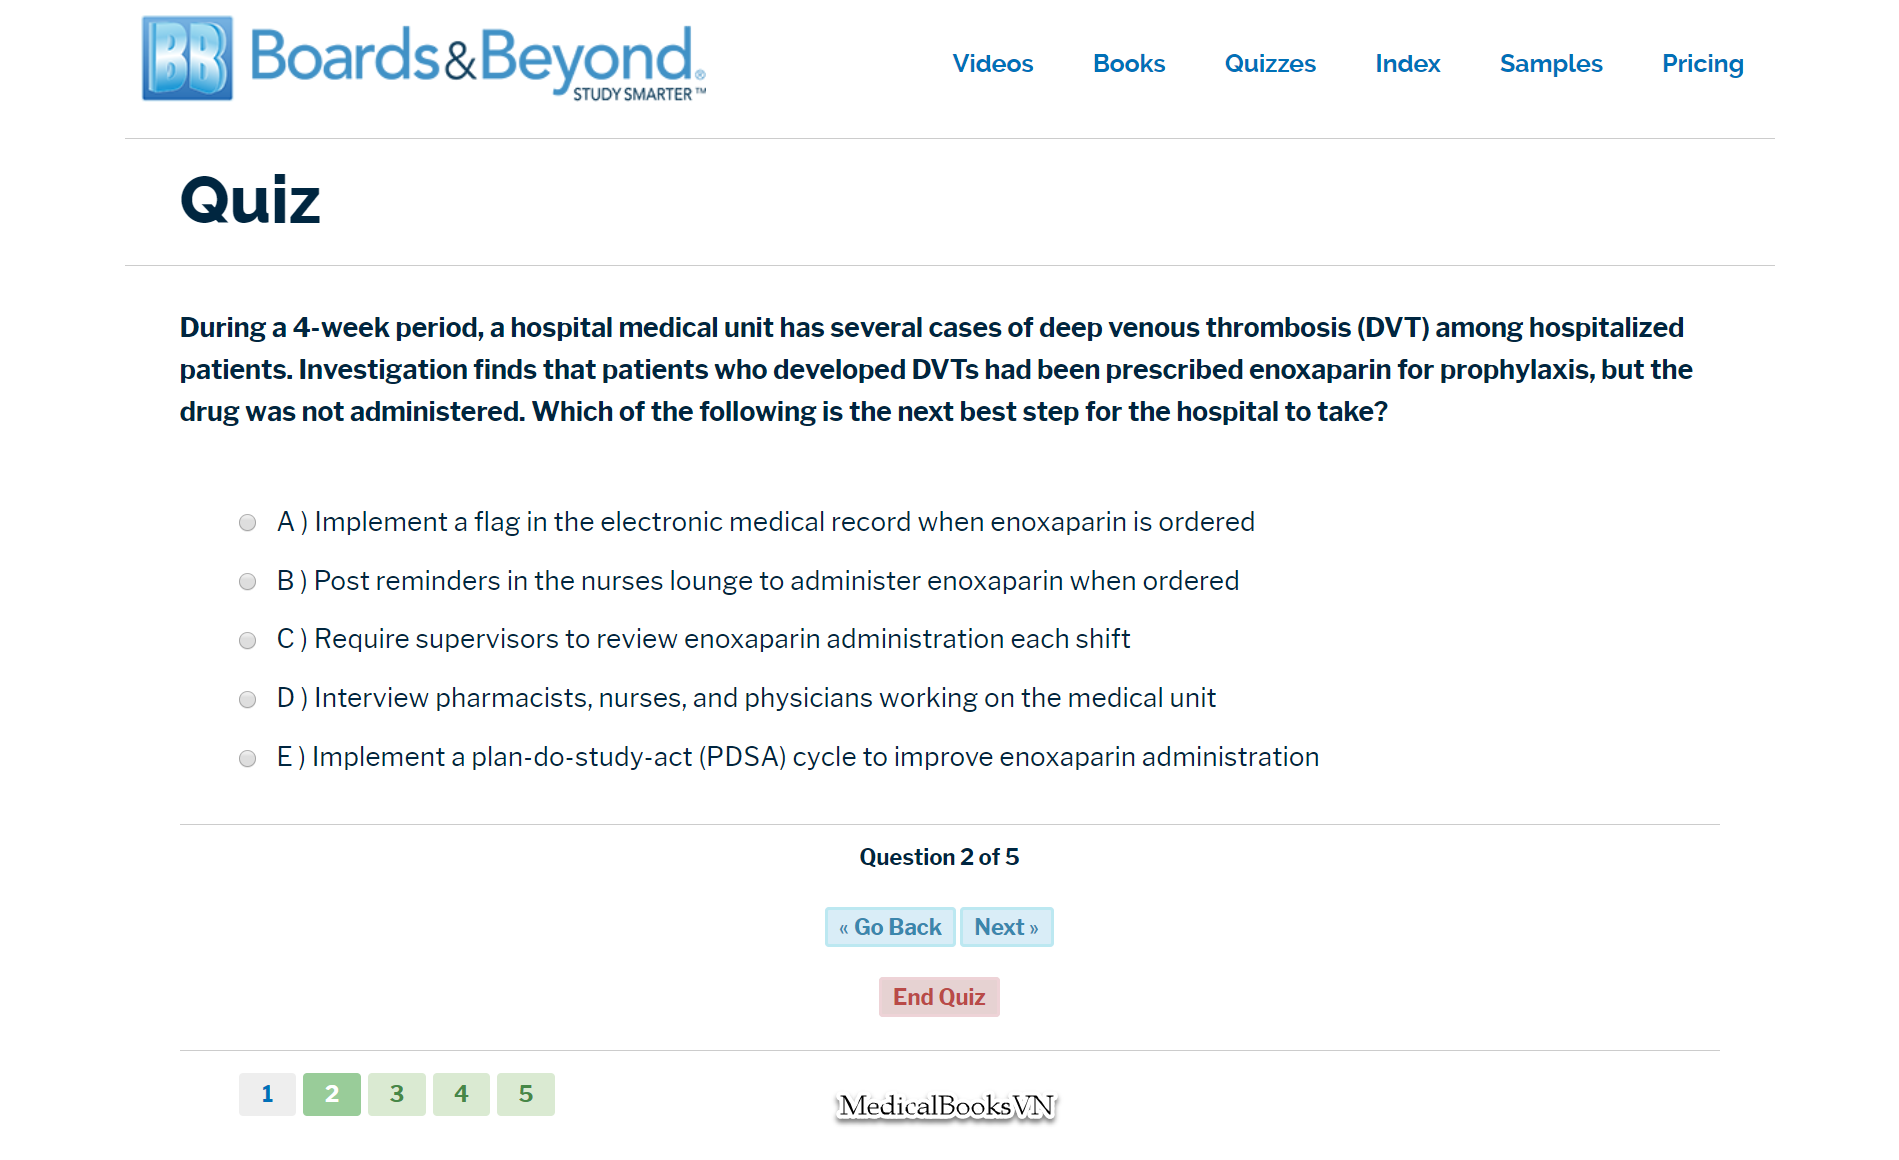 BB Boards&Beyond®
STUDY SMARTER™
Videos Books Quizzes Index Samples Pricing
Quiz
During a 4-week period, a hospital medical unit has several cases of deep venous thrombosis (DVT) among hospitalized
patients. Investigation finds that patients who developed DVTs had been prescribed enoxaparin for prophylaxis, but the
drug was not administered. Which of the following is the next best step for the hospital to take?
A ) Implement a flag in the electronic medical record when enoxaparin is ordered
B ) Post reminders in the nurses lounge to administer enoxaparin when ordered
C ) Require supervisors to review enoxaparin administration each shift
D ) Interview pharmacists, nurses, and physicians working on the medical unit
E ) Implement a plan-do-study-act (PDSA) cycle to improve enoxaparin administration
Question 2 of 5
« Go Back Next »
End Quiz
1 2 3 4 5
MedicalBooksVN